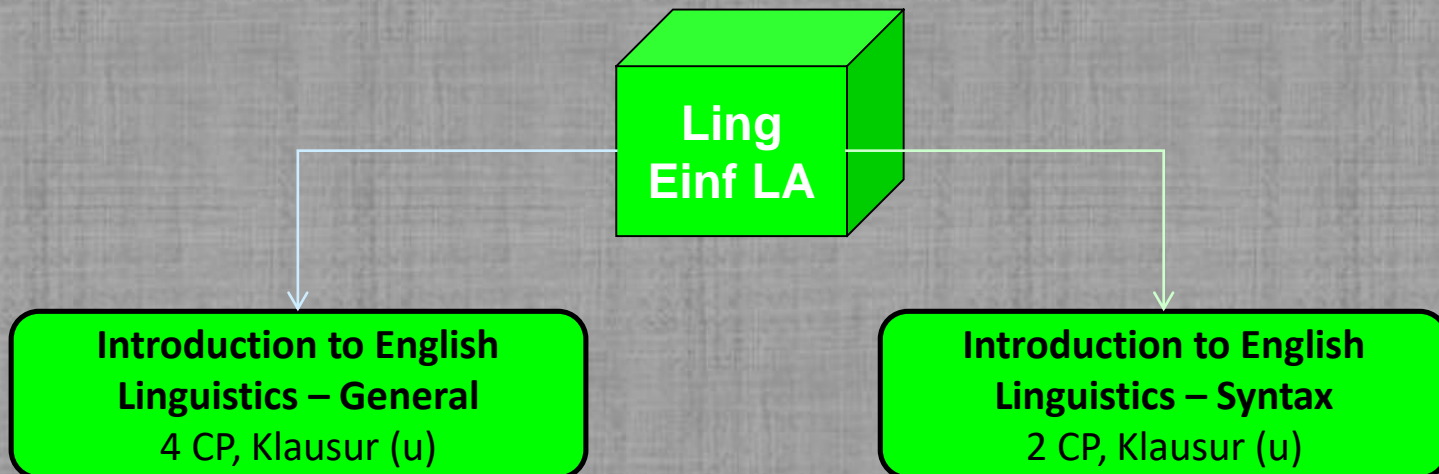 Ling
Einf LA
Introduction to English
Linguistics – General
4 CP, Klausur (u)
Introduction to English
Linguistics – Syntax
2 CP, Klausur (u)